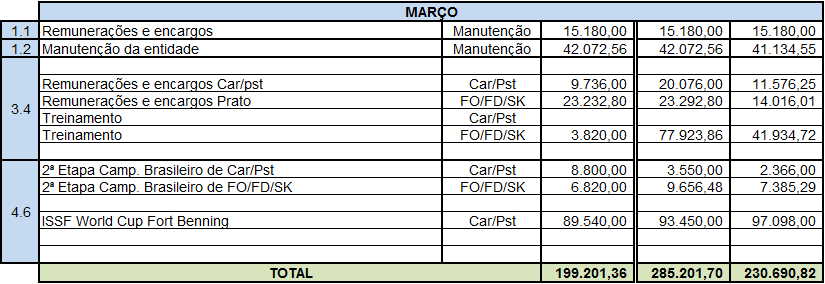 MARÇO
1.1 Remunerações e encargos Manutenção 15.180,00 15.180,00 15.180,00
1.2 Manutenção da entidade Manutenção 42.072,56 42.072,56 41.134,55
3.4
Remunerações e encargos Car/pst Car/Pst 9.736,00 20.076,00 11.576,25
Remunerações e encargos Prato FO/FD/SK 23.232,80 23.292,80 14.016,01
Treinamento Car/Pst
Treinamento FO/FD/SK 3.820,00 77.923,86 41.934,72
4.6
2ª Etapa Camp. Brasileiro de Car/Pst Car/Pst 8.800,00 3.550,00 2.366,00
2ª Etapa Camp. Brasileiro de FO/FD/SK FO/FD/SK 6.820,00 9.656,48 7.385,29
ISSF World Cup Fort Benning Car/Pst 89.540,00 93.450,00 97.098,00
TOTAL 199.201,36 285.201,70 230.690,82